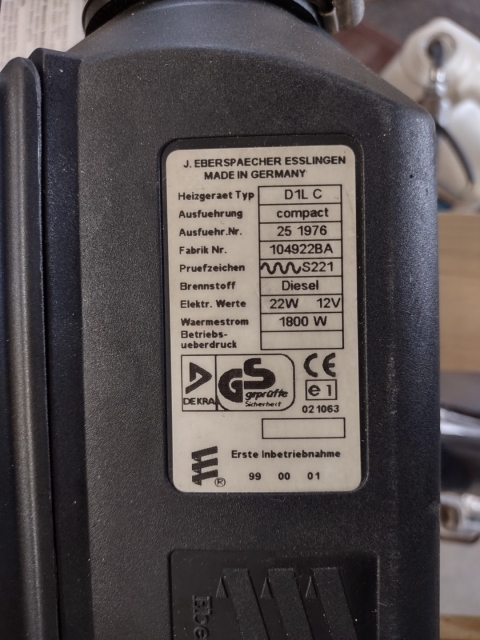 J. EBERSPAECHER ESSLINGEN
MADE IN GERMANY
Heizgeraet Typ D1L C
Ausfuehrung compact
Ausfuehr.Nr. 25 1976
Fabrik Nr. 104922BA
Pruefzeichen S221
Brennstoff Diesel
Elektr. Werte 22W 12V
Waermestrom 1800 W
Betriebs-
ueberdruck
DEKRA
GS
geprüfte
Sicherheit
CE
e1
021063
Erste Inbetriebnahme
99 00 01
®